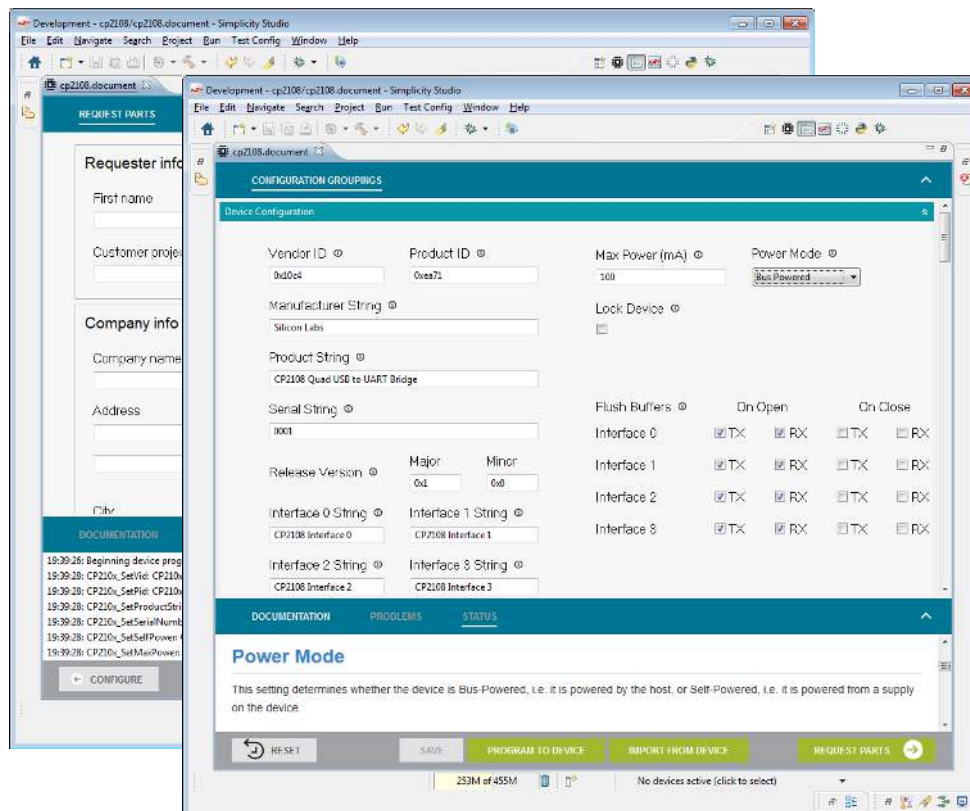 Development - cp2108/cp2108.document - Simplicity Studio
File Edit Navigate Search Project Run Test Config Window Help
cp2108.document
REQUEST PARTS
Requester info
First name
Customer projec
Company info
Company name
Address
City
DOCUMENTATION
19:39:26: Beginning device prog
19:39:28: CP210x_SetVid: CP210x
19:39:28: CP210x_SetPid: CP210x
19:39:28: CP210x_SetProductStri
19:39:28: CP210x_SetSerialNumb
19:39:28: CP210x_SetSelfPower:
19:39:28: CP210x_SetMaxPower:
CONFIGURE
Development - cp2108/cp2108.document - Simplicity Studio
File Edit Navigate Search Project Run Test Config Window Help
cp2108.document
CONFIGURATION GROUPINGS
Device Configuration
Vendor ID Product ID Max Power (mA) Power Mode
0x10c4 0xea71 100 Bus Powered
Manufacturer String Lock Device
Silicon Labs
Product String
CP2108 Quad USB to UART Bridge
Serial String Flush Buffers On Open On Close
0001 Interface 0 TX RX TX RX
Release Version Major Minor Interface 1 TX RX TX RX
0x1 0x0 Interface 2 TX RX TX RX
Interface 0 String Interface 1 String
CP2108 Interface 0 CP2108 Interface 1 Interface 3 TX RX TX RX
Interface 2 String Interface 3 String
CP2108 Interface 2 CP2108 Interface 3
DOCUMENTATION PROBLEMS STATUS
Power Mode
This setting determines whether the device is Bus-Powered, i.e. it is powered by the host, or Self-Powered, i.e. it is powered from a supply
on the device.
RESET SAVE PROGRAM TO DEVICE IMPORT FROM DEVICE REQUEST PARTS
253M of 455M No devices active (click to select)